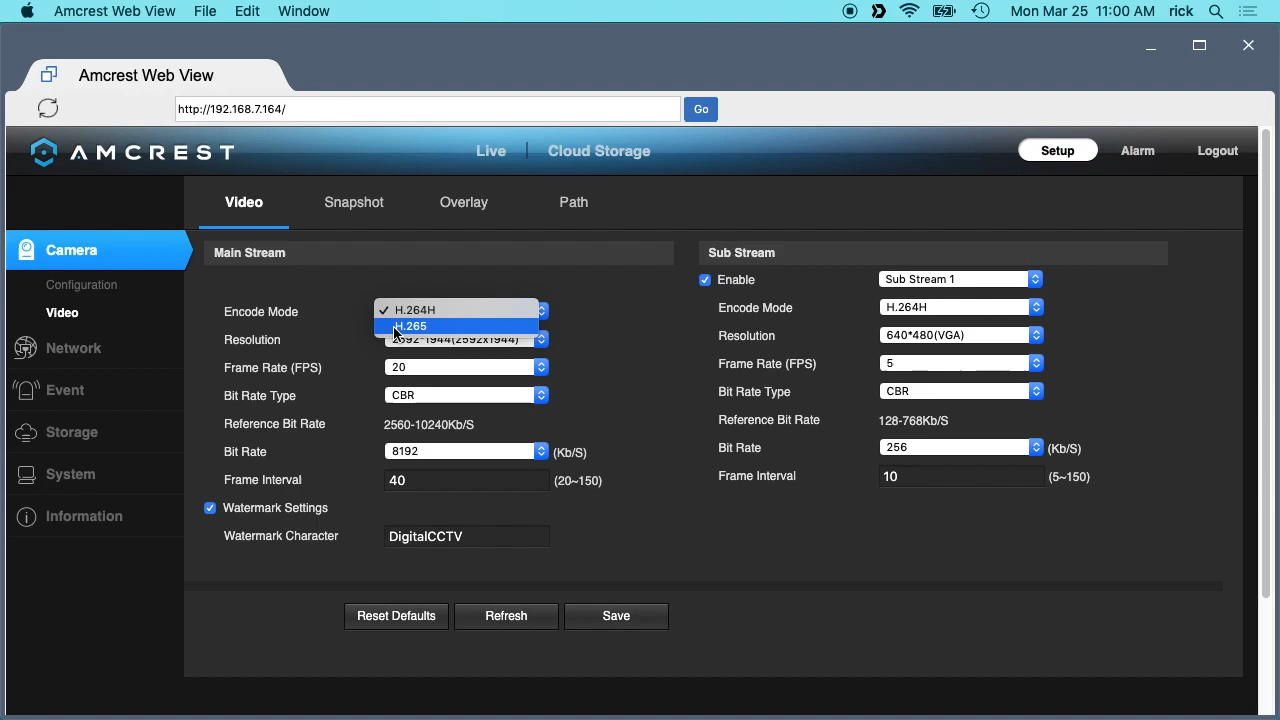 Amcrest Web View File Edit Window Mon Mar 25 11:00 AM rick
Amcrest Web View
http://192.168.7.164/ Go
AMCREST Live Cloud Storage Setup Alarm Logout
Video Snapshot Overlay Path
Camera
Configuration
Video
Network
Event
Storage
System
Information
Main Stream
Encode Mode H.264H
H.265
Resolution 2592*1944(2592x1944)
Frame Rate (FPS) 20
Bit Rate Type CBR
Reference Bit Rate 2560-10240Kb/S
Bit Rate 8192 (Kb/S)
Frame Interval 40 (20~150)
Watermark Settings
Watermark Character DigitalCCTV
Sub Stream
Enable Sub Stream 1
Encode Mode H.264H
Resolution 640*480(VGA)
Frame Rate (FPS) 5
Bit Rate Type CBR
Reference Bit Rate 128-768Kb/S
Bit Rate 256 (Kb/S)
Frame Interval 10 (5~150)
Reset Defaults Refresh Save